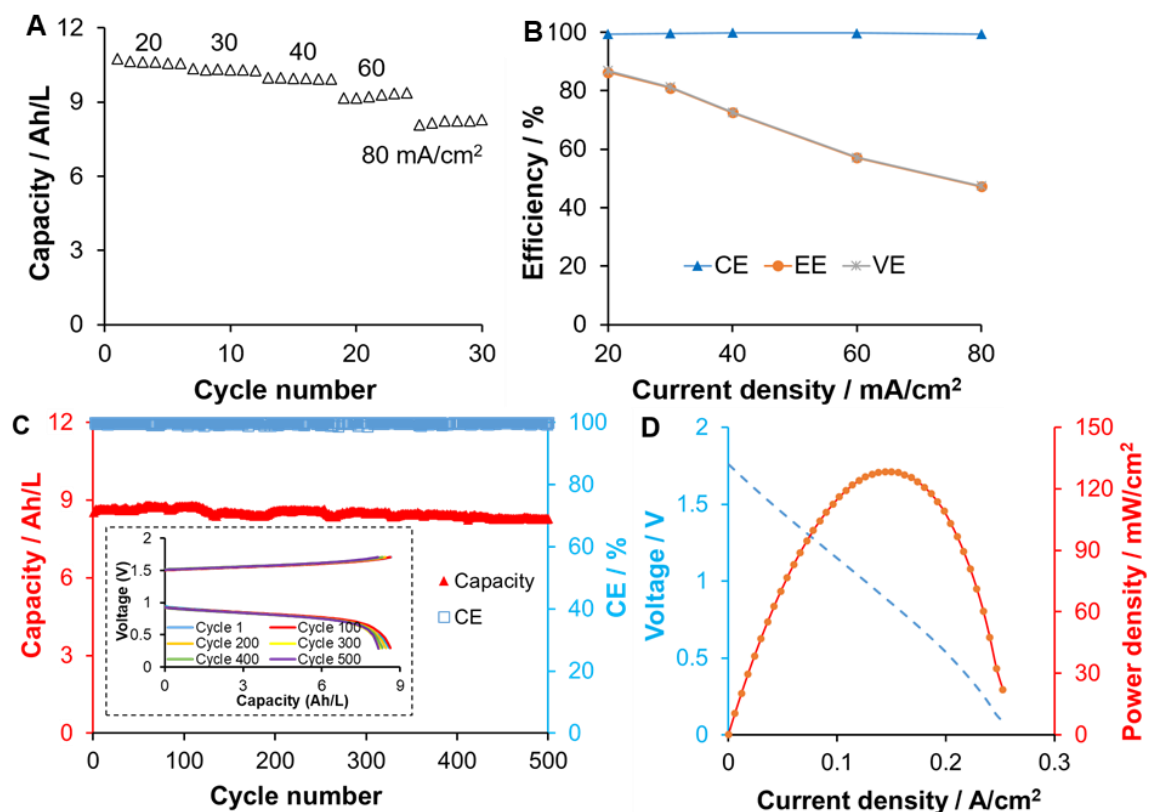 A
12
9
6
3
0
Capacity / Ah/L
20
30
40
60
80 mA/cm²
0
10
20
30
Cycle number
B
100
80
60
40
20
0
Efficiency / %
CE
EE
VE
20
40
60
80
Current density / mA/cm²
C
12
9
6
3
0
Capacity / Ah/L
100
80
60
40
20
0
CE / %
Capacity
CE
2
1.5
1
0.5
0
Voltage (V)
Cycle 1
Cycle 100
Cycle 200
Cycle 300
Cycle 400
Cycle 500
0
3
6
9
Capacity (Ah/L)
0
100
200
300
400
500
Cycle number
D
2
1.5
1
0.5
0
Voltage / V
150
120
90
60
30
0
Power density / mW/cm²
0
0.1
0.2
0.3
Current density / A/cm²